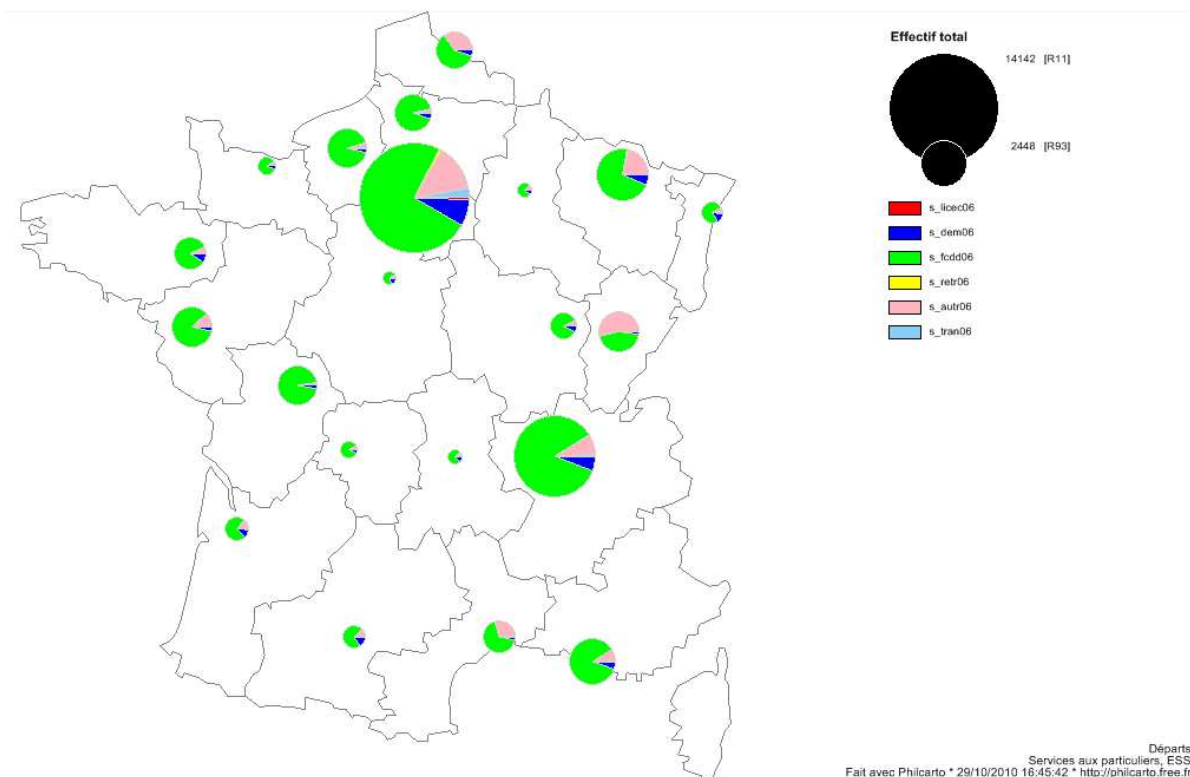 Effectif total
14142 [R11]
2448 [R93]
s_licec06
s_dem06
s_fcdd06
s_retr06
s_autr06
s_tran06
Départs
Services aux particuliers, ESS
Fait avec Philcarto * 29/10/2010 16:45:42 * http://philcarto.free.fr